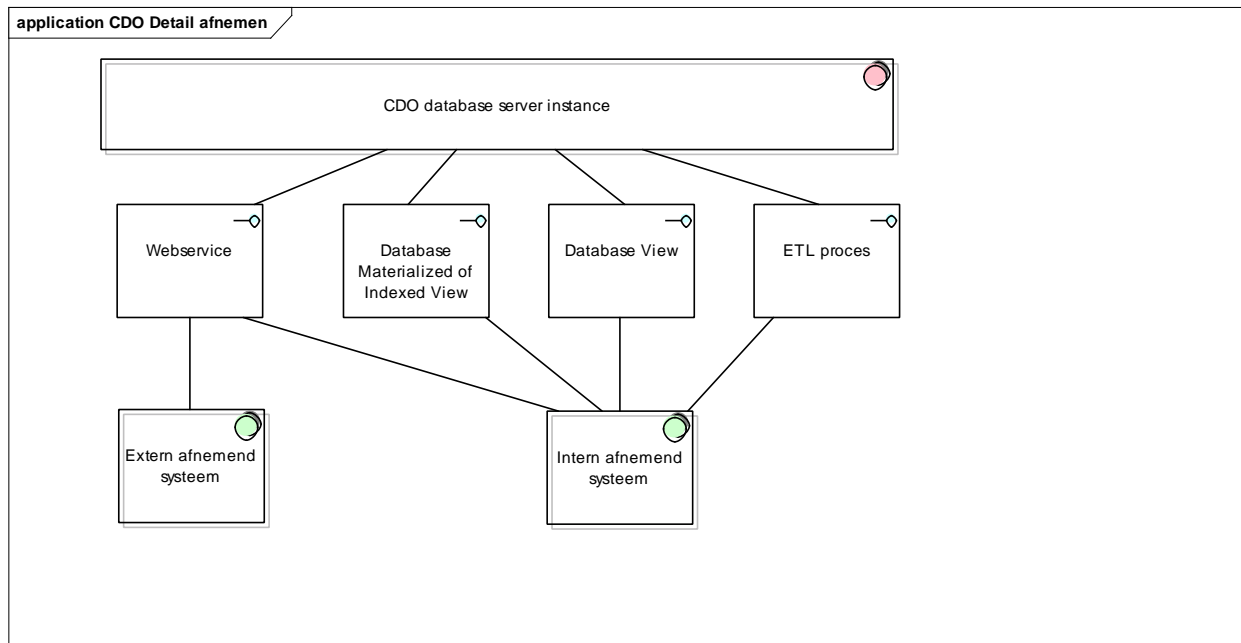 application CDO Detail afnemen
CDO database server instance
Webservice
Database
Materialized of
Indexed View
Database View
ETL proces
Extern afnemend
systeem
Intern afnemend
systeem